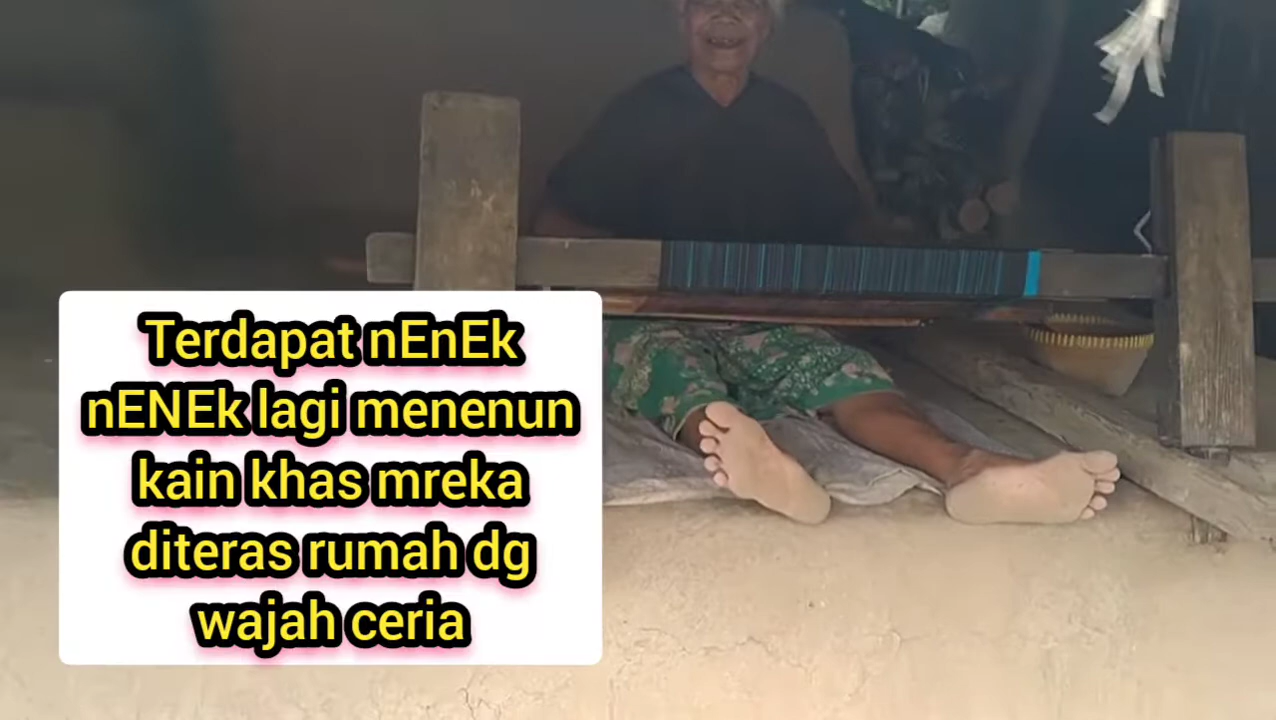 Terdapat nEnEk
nENEk lagi menenun
kain khas mreka
diteras rumah dg
wajah ceria